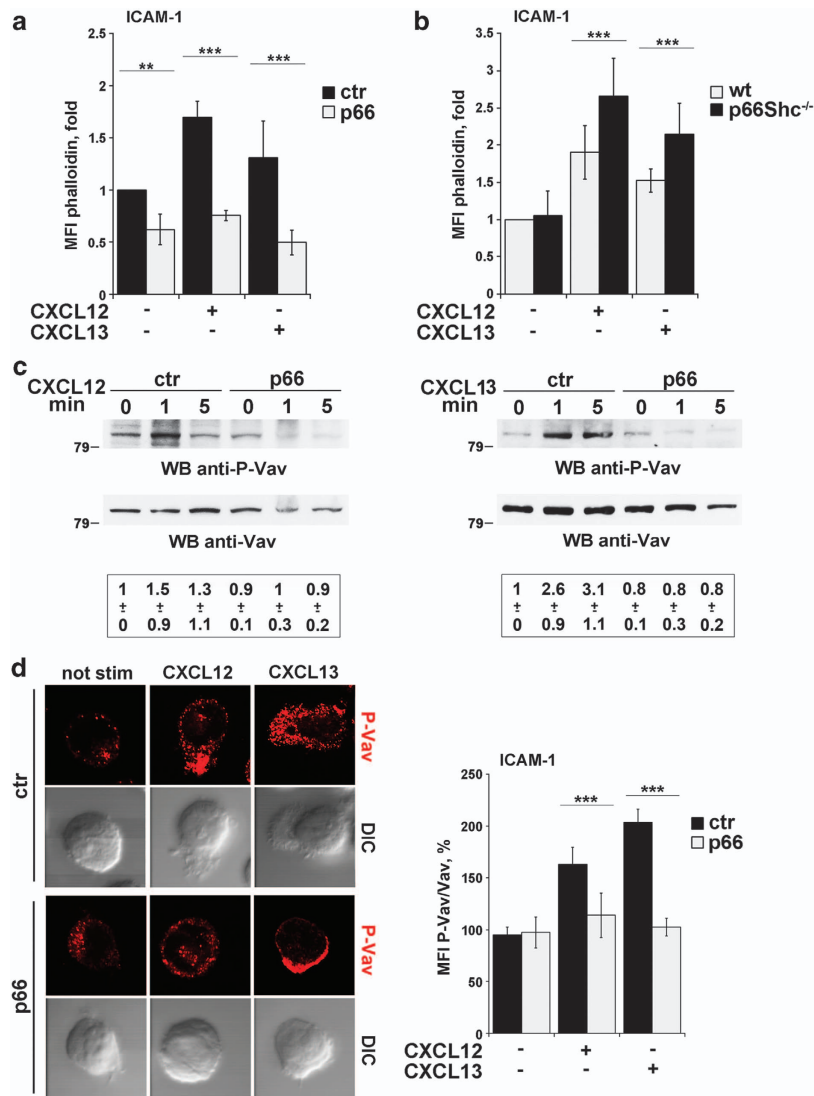 a
ICAM-1
MFI phalloidin, fold
2.5
2
1.5
1
0.5
0
** *** ***
ctr
p66
CXCL12 - + -
CXCL13 - - +
b
ICAM-1
MFI phalloidin, fold
3.5
3
2.5
2
1.5
1
0.5
0
*** ***
wt
p66Shc-/-
CXCL12 - + -
CXCL13 - - +
c
CXCL12 ctr p66
min 0 1 5 0 1 5
79
WB anti-P-Vav
79
WB anti-Vav
1 1.5 1.3 0.9 1 0.9
± ± ± ± ± ±
0 0.9 1.1 0.1 0.3 0.2
CXCL13 ctr p66
min 0 1 5 0 1 5
79
WB anti-P-Vav
79
WB anti-Vav
1 2.6 3.1 0.8 0.8 0.8
± ± ± ± ± ±
0 0.9 1.1 0.1 0.3 0.2
d
not stim CXCL12 CXCL13
ctr
P-Vav
DIC
p66
P-Vav
DIC
ICAM-1
MFI P-Vav/Vav, %
250
200
150
100
50
0
*** ***
ctr
p66
CXCL12 - + -
CXCL13 - - +